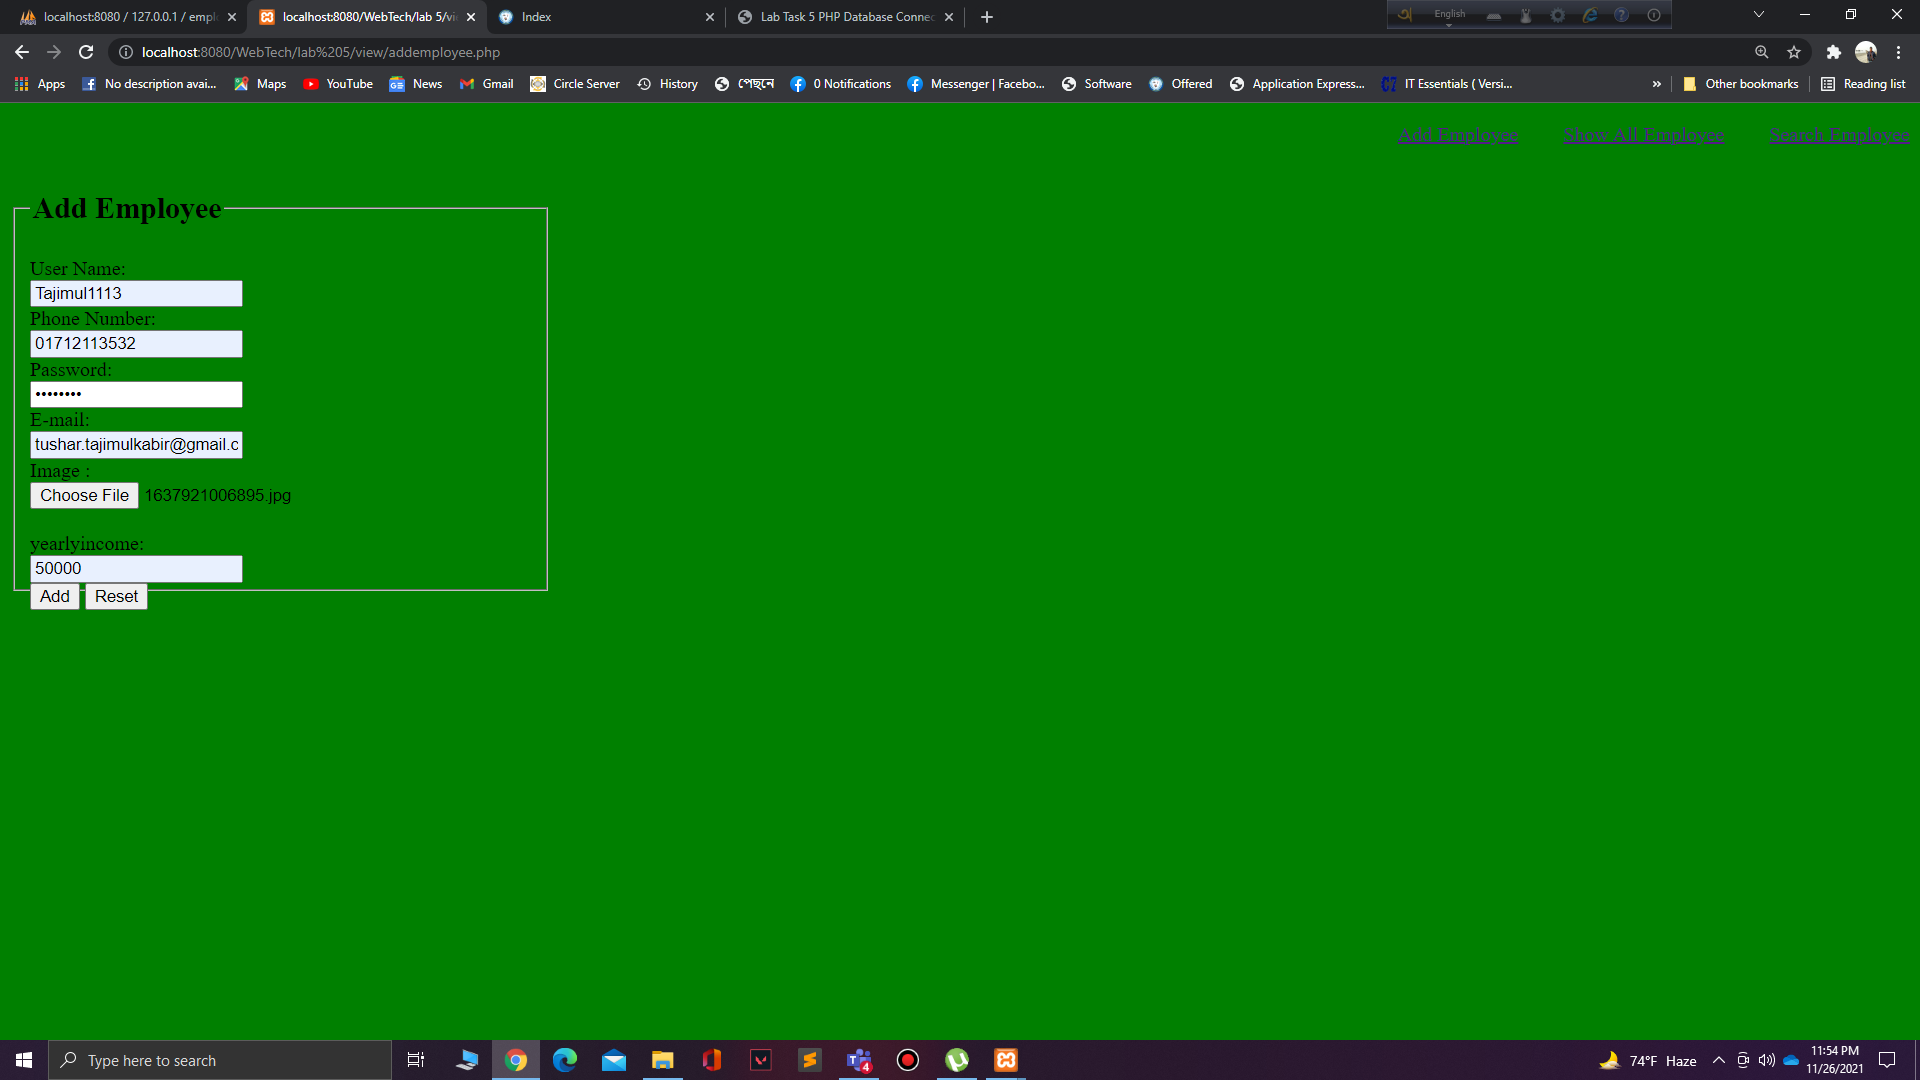 localhost:8080 / 127.0.0.1 / empl
localhost:8080/WebTech/lab 5/vi
Index
Lab Task 5 PHP Database Connec
English
localhost:8080/WebTech/lab%205/view/addemployee.php
Apps
No description avai...
Maps
YouTube
News
Gmail
Circle Server
History
পেছনে
0 Notifications
Messenger | Facebo...
Software
Offered
Application Express...
IT Essentials ( Versi...
»
Other bookmarks
Reading list
Add Employee
Show All Employee
Search Employee
Add Employee
User Name:
Tajimul1113
Phone Number:
01712113532
Password:
••••••••
E-mail:
tushar.tajimulkabir@gmail.c
Image :
Choose File 1637921006895.jpg
yearlyincome:
50000
Add Reset
Type here to search
4
74°F Haze
11:54 PM
11/26/2021